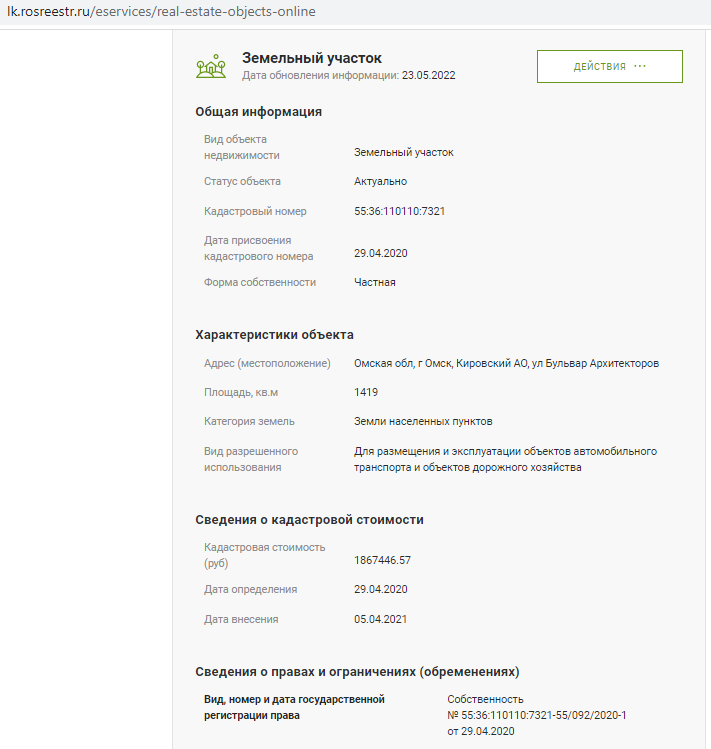 lk.rosreestr.ru/eservices/real-estate-objects-online
Земельный участок
Дата обновления информации: 23.05.2022
ДЕЙСТВИЯ ···
Общая информация
Вид объекта
недвижимости
Земельный участок
Статус объекта
Актуально
Кадастровый номер
55:36:110110:7321
Дата присвоения
кадастрового номера
29.04.2020
Форма собственности
Частная
Характеристики объекта
Адрес (местоположение)
Омская обл, г Омск, Кировский АО, ул Бульвар Архитекторов
Площадь, кв.м
1419
Категория земель
Земли населенных пунктов
Вид разрешенного
использования
Для размещения и эксплуатации объектов автомобильного
транспорта и объектов дорожного хозяйства
Сведения о кадастровой стоимости
Кадастровая стоимость
(руб)
1867446.57
Дата определения
29.04.2020
Дата внесения
05.04.2021
Сведения о правах и ограничениях (обременениях)
Вид, номер и дата государственной
регистрации права
Собственность
№ 55:36:110110:7321-55/092/2020-1
от 29.04.2020